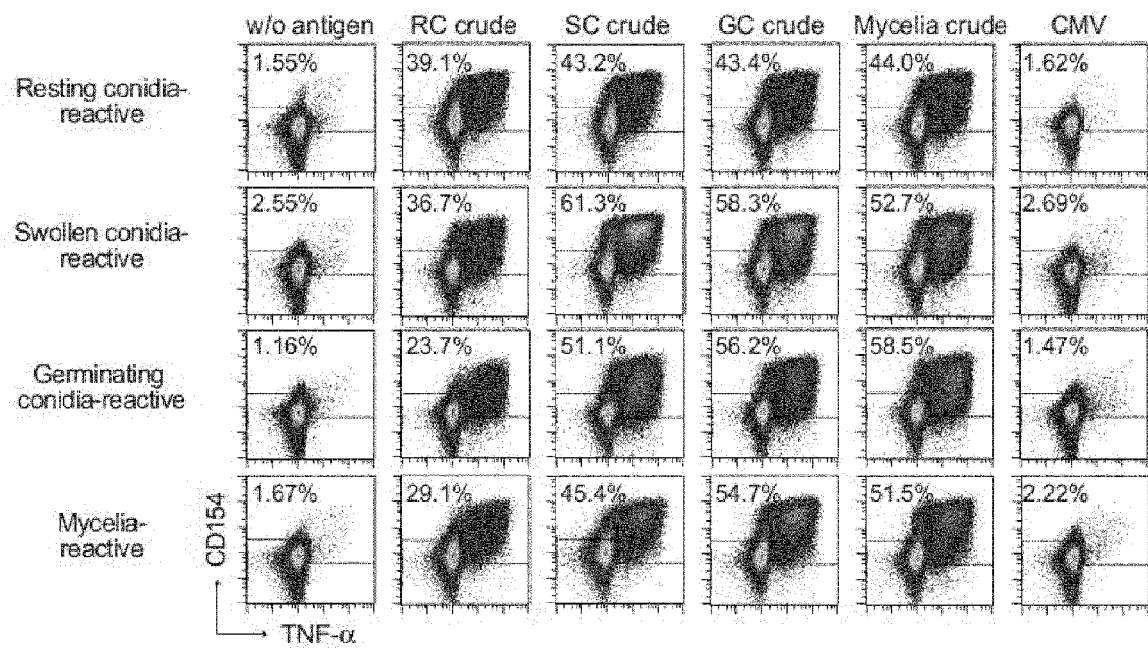 w/o antigen RC crude SC crude GC crude Mycelia crude CMV
Resting conidia-
reactive
1.55% 39.1% 43.2% 43.4% 44.0% 1.62%
Swollen conidia-
reactive
2.55% 36.7% 61.3% 58.3% 52.7% 2.69%
Germinating
conidia-reactive
1.16% 23.7% 51.1% 56.2% 58.5% 1.47%
Mycelia-
reactive
1.67% 29.1% 45.4% 54.7% 51.5% 2.22%
CD154
TNF-α